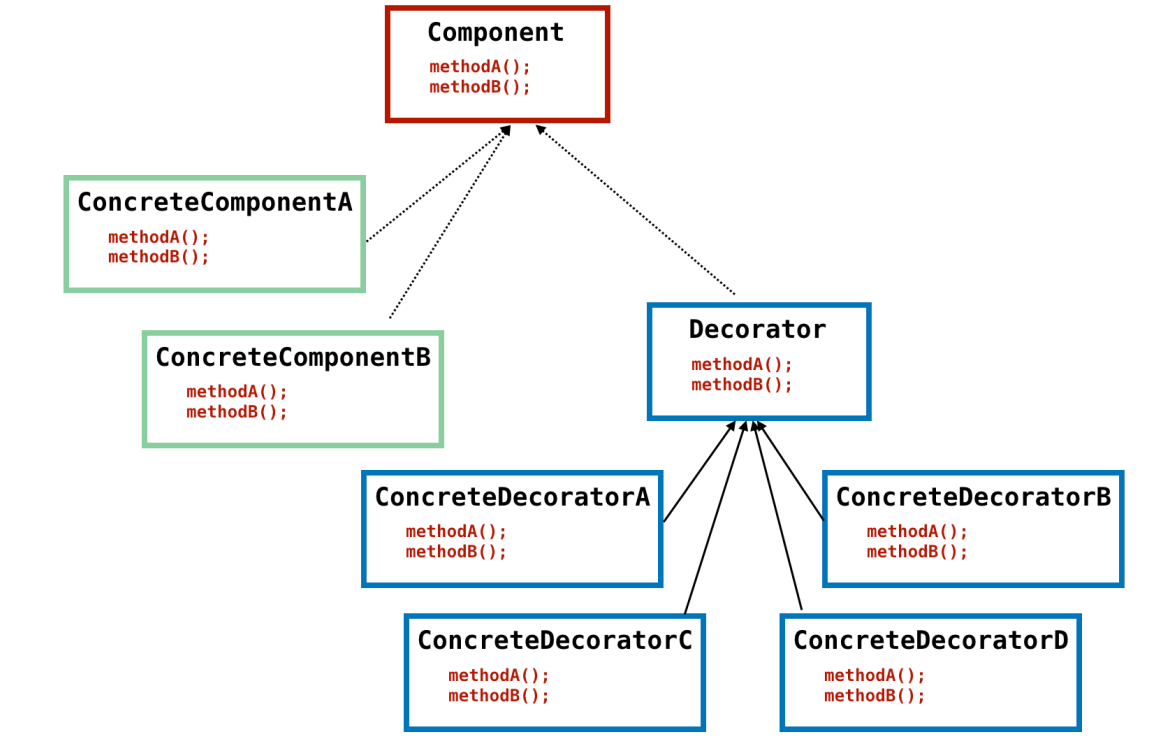 Component
methodA();
methodB();
ConcreteComponentA
methodA();
methodB();
ConcreteComponentB
methodA();
methodB();
Decorator
methodA();
methodB();
ConcreteDecoratorA
methodA();
methodB();
ConcreteDecoratorB
methodA();
methodB();
ConcreteDecoratorC
methodA();
methodB();
ConcreteDecoratorD
methodA();
methodB();